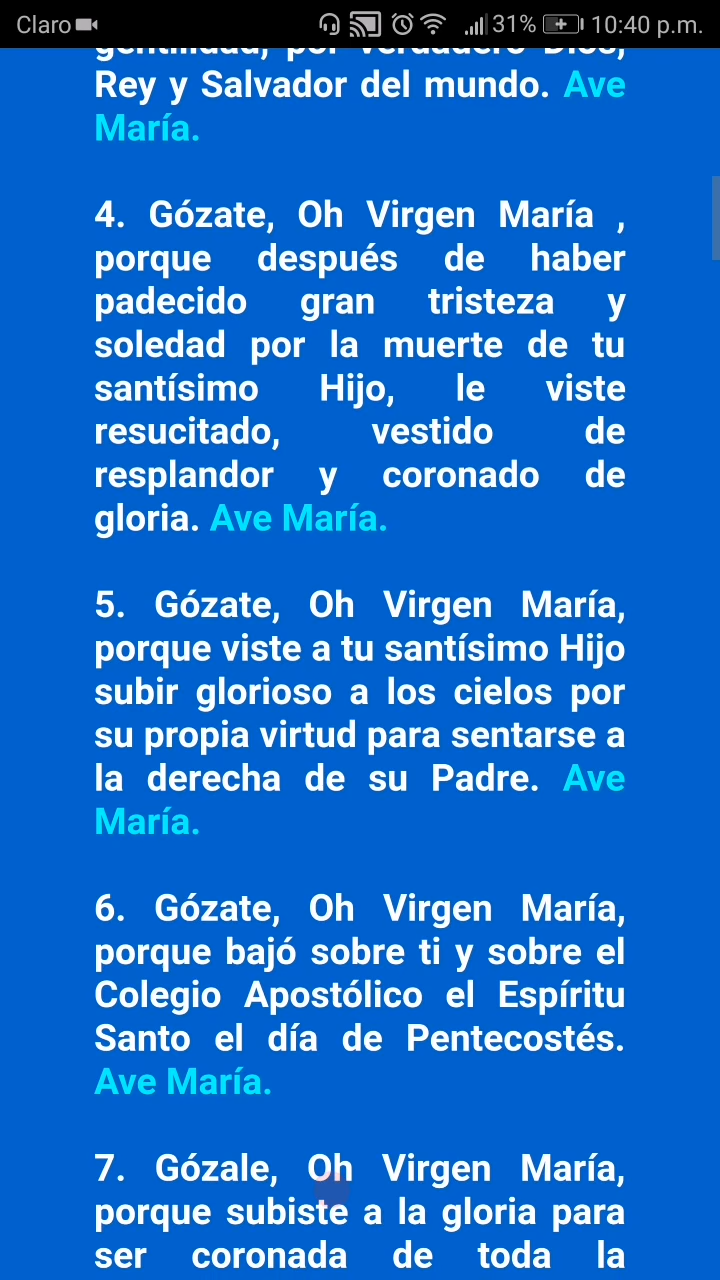 Claro 31% 10:40 p.m.
gentilidad, por verdadero Dios,
Rey y Salvador del mundo. Ave
María.
4. Gózate, Oh Virgen María ,
porque después de haber
padecido gran tristeza y
soledad por la muerte de tu
santísimo Hijo, le viste
resucitado, vestido de
resplandor y coronado de
gloria. Ave María.
5. Gózate, Oh Virgen María,
porque viste a tu santísimo Hijo
subir glorioso a los cielos por
su propia virtud para sentarse a
la derecha de su Padre. Ave
María.
6. Gózate, Oh Virgen María,
porque bajó sobre ti y sobre el
Colegio Apostólico el Espíritu
Santo el día de Pentecostés.
Ave María.
7. Gózale, Oh Virgen María,
porque subiste a la gloria para
ser coronada de toda la